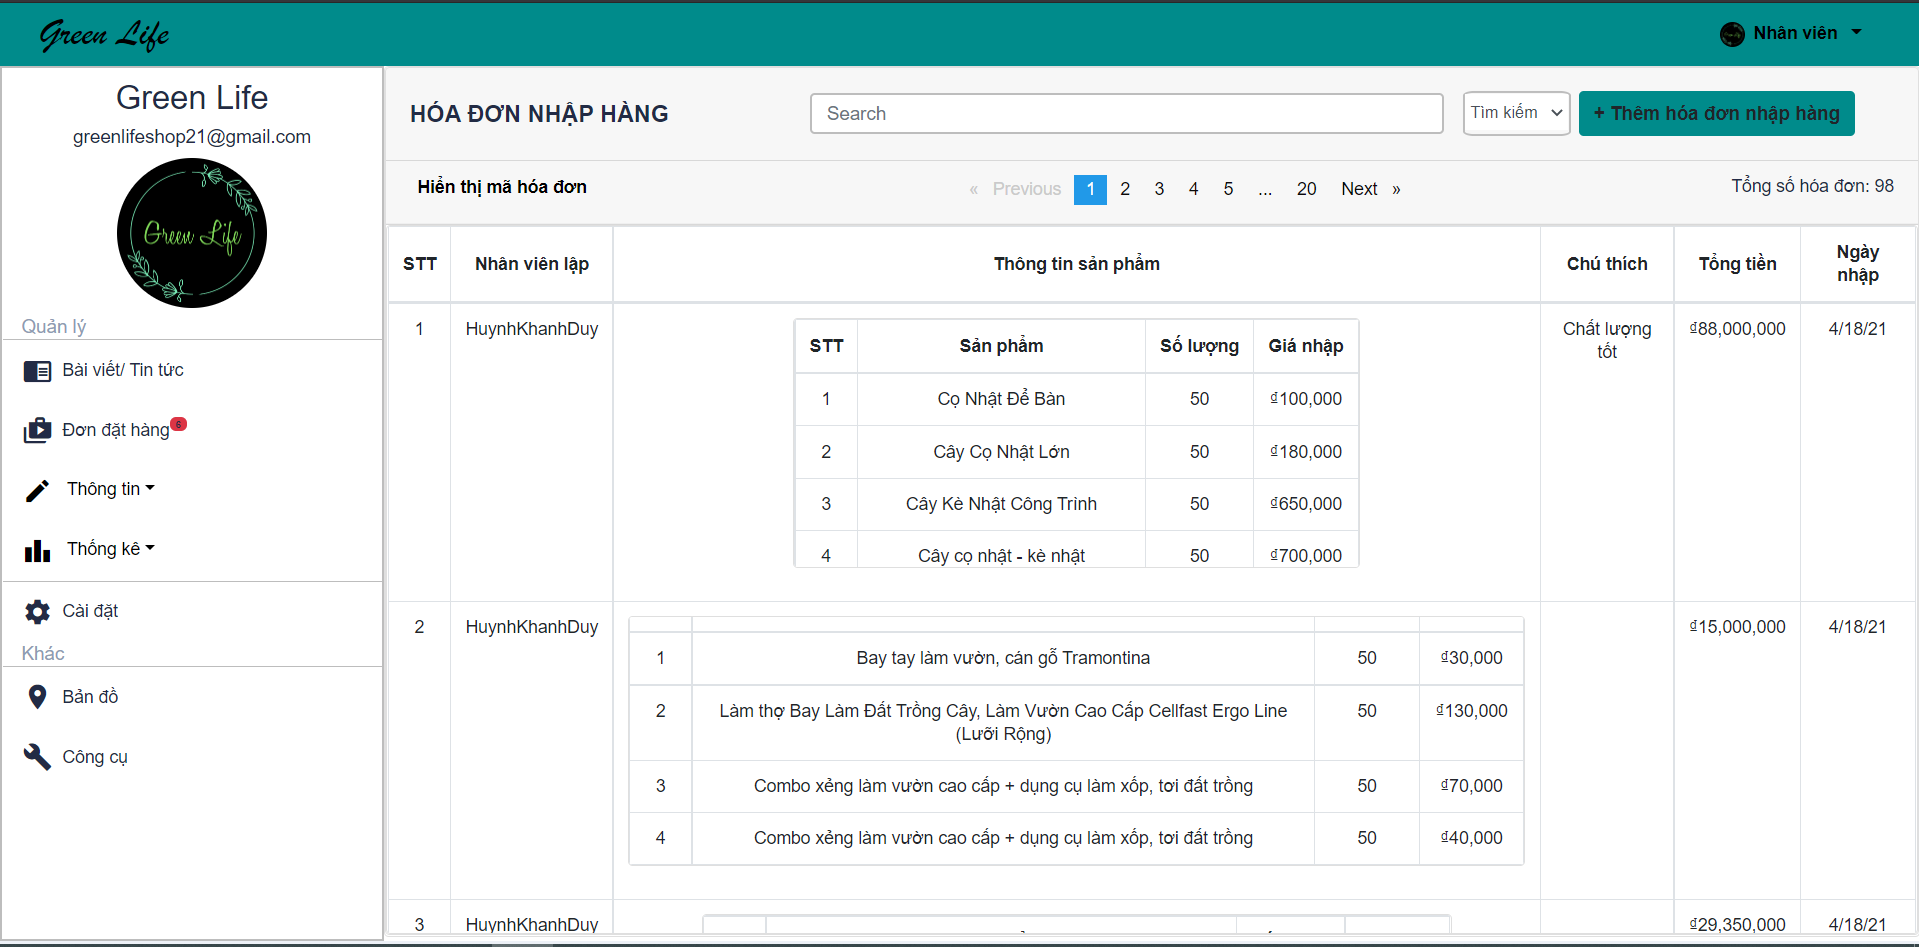 Green Life
Nhân viên
Green Life
greenlifeshop21@gmail.com
Green Life
Quản lý
Bài viết/ Tin tức
Đơn đặt hàng 6
Thông tin
Thống kê
Cài đặt
Khác
Bản đồ
Công cụ
HÓA ĐƠN NHẬP HÀNG
Search
Tìm kiếm
+ Thêm hóa đơn nhập hàng
Hiển thị mã hóa đơn
« Previous 1 2 3 4 5 ... 20 Next »
Tổng số hóa đơn: 98
STT Nhân viên lập Thông tin sản phẩm Chú thích Tổng tiền Ngày nhập
1 HuynhKhanhDuy
STT Sản phẩm Số lượng Giá nhập
1 Cọ Nhật Để Bàn 50 ₫100,000
2 Cây Cọ Nhật Lớn 50 ₫180,000
3 Cây Kè Nhật Công Trình 50 ₫650,000
4 Cây cọ nhật - kè nhật 50 ₫700,000
Chất lượng
tốt
₫88,000,000 4/18/21
2 HuynhKhanhDuy
1 Bay tay làm vườn, cán gỗ Tramontina 50 ₫30,000
2 Làm thợ Bay Làm Đất Trồng Cây, Làm Vườn Cao Cấp Cellfast Ergo Line
(Lưỡi Rộng) 50 ₫130,000
3 Combo xẻng làm vườn cao cấp + dụng cụ làm xốp, tơi đất trồng 50 ₫70,000
4 Combo xẻng làm vườn cao cấp + dụng cụ làm xốp, tơi đất trồng 50 ₫40,000
₫15,000,000 4/18/21
3 HuynhKhanhDuy ₫29,350,000 4/18/21